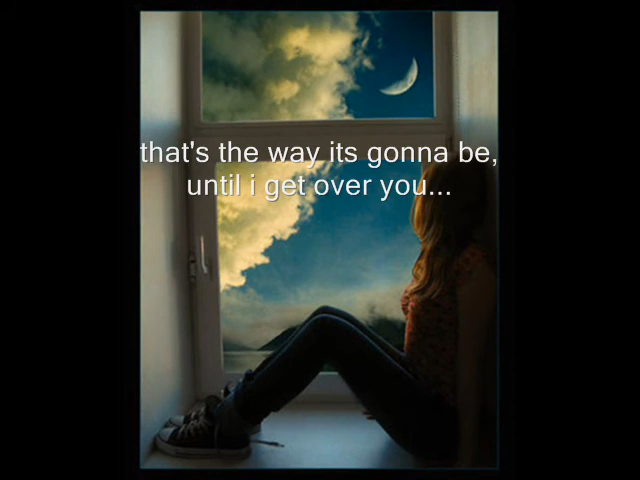 that's the way its gonna be,
until i get over you...